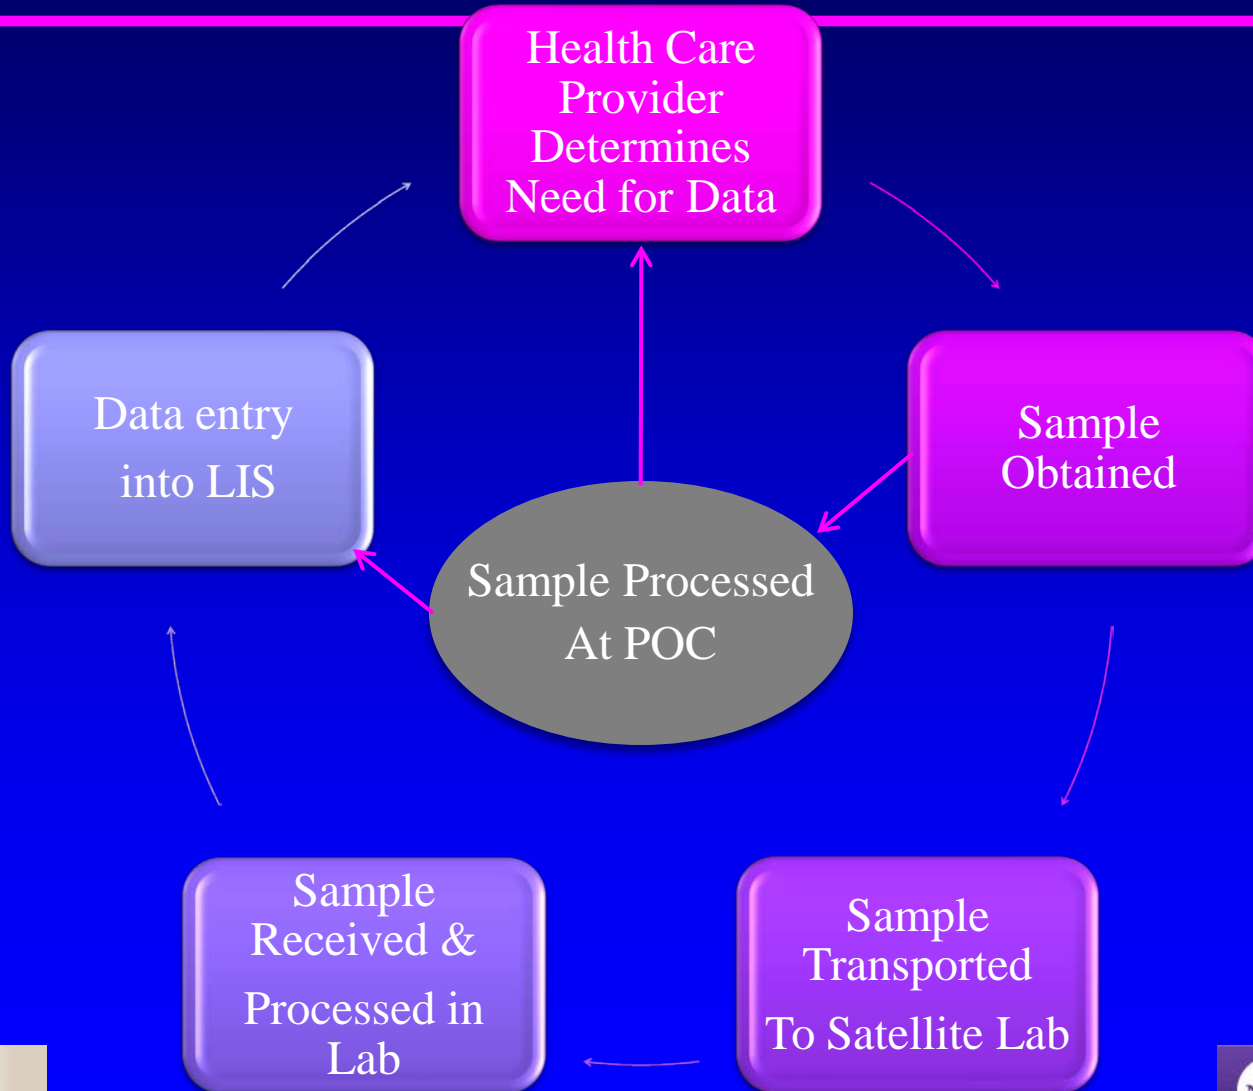 Health Care
Provider
Determines
Need for Data
Data entry
into LIS
Sample
Obtained
Sample Processed
At POC
Sample
Received &
Processed in
Lab
Sample
Transported
To Satellite Lab